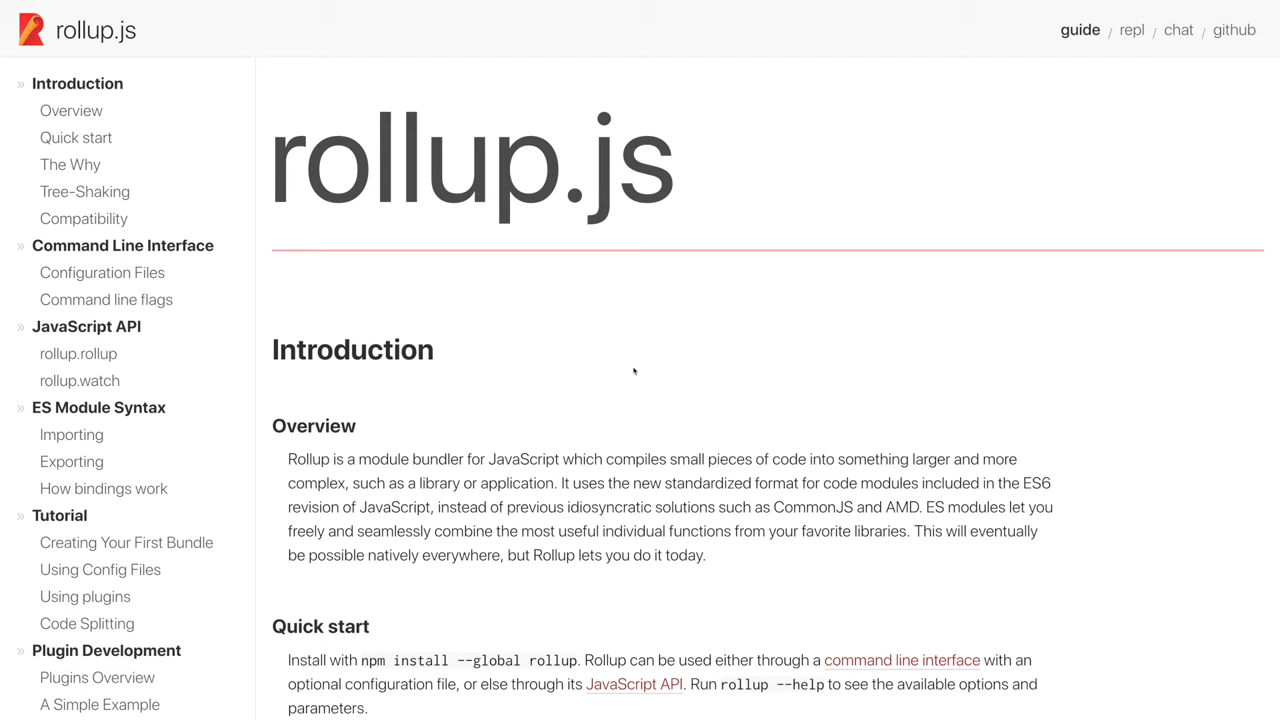 rollup.js
guide / repl / chat / github
» Introduction
Overview
Quick start
The Why
Tree-Shaking
Compatibility
» Command Line Interface
Configuration Files
Command line flags
» JavaScript API
rollup.rollup
rollup.watch
» ES Module Syntax
Importing
Exporting
How bindings work
» Tutorial
Creating Your First Bundle
Using Config Files
Using plugins
Code Splitting
» Plugin Development
Plugins Overview
A Simple Example
rollup.js
Introduction
Overview
Rollup is a module bundler for JavaScript which compiles small pieces of code into something larger and more
complex, such as a library or application. It uses the new standardized format for code modules included in the ES6
revision of JavaScript, instead of previous idiosyncratic solutions such as CommonJS and AMD. ES modules let you
freely and seamlessly combine the most useful individual functions from your favorite libraries. This will eventually
be possible natively everywhere, but Rollup lets you do it today.
Quick start
Install with npm install --global rollup. Rollup can be used either through a command line interface with an
optional configuration file, or else through its JavaScript API. Run rollup --help to see the available options and
parameters.